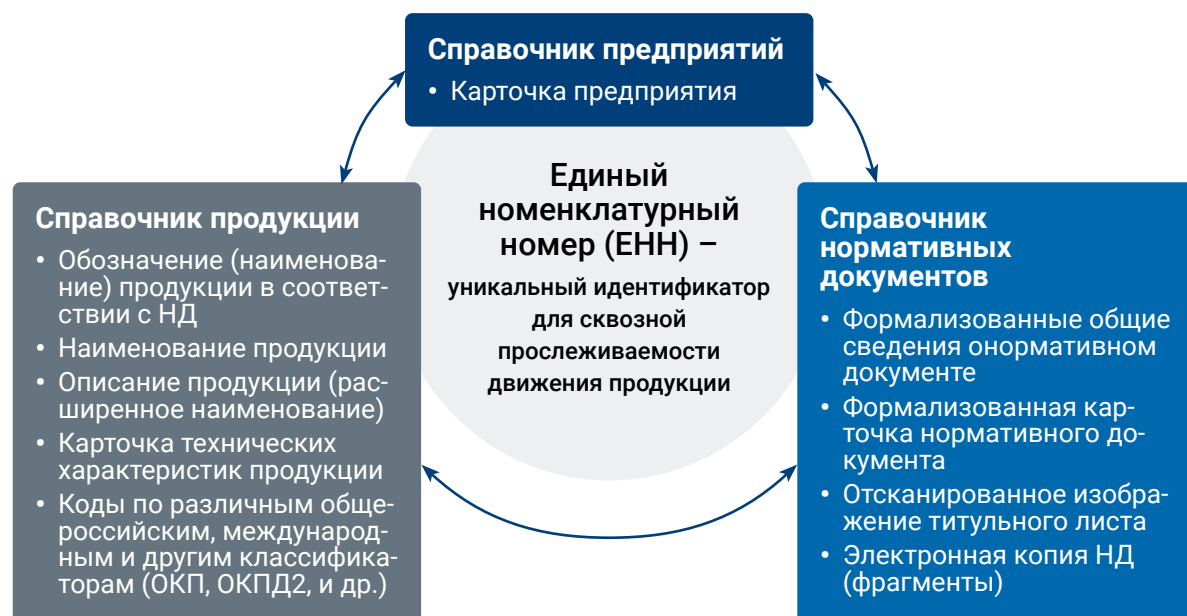 Справочник предприятий
• Карточка предприятия
Единый
номенклатурный
номер (ЕНН) –
уникальный идентификатор
для сквозной
прослеживаемости
движения продукции
Справочник продукции
• Обозначение (наименова-
ние) продукции в соответ-
ствии с НД
• Наименование продукции
• Описание продукции (рас-
ширенное наименование)
• Карточка технических
характеристик продукции
• Коды по различным обще-
российским, международ-
ным и другим классифика-
торам (ОКП, ОКПД2, и др.)
Справочник
нормативных
документов
• Формализованные общие
сведения онормативном
документе
• Формализованная кар-
точка нормативного до-
кумента
• Отсканированное изобра-
жение титульного листа
• Электронная копия НД
(фрагменты)